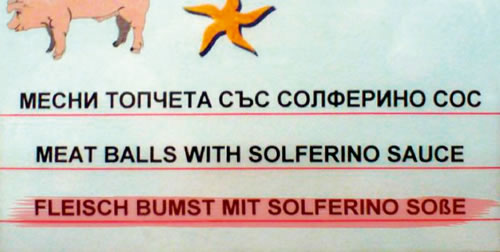 МЕСНИ ТОПЧЕТА СЪС СОЛФЕРИНО СОС
MEAT BALLS WITH SOLFERINO SAUCE
FLEISCH BUMST MIT SOLFERINO SOßE